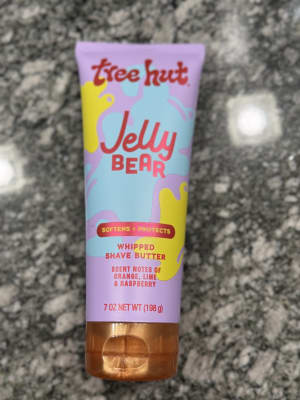 tree hut
Jelly
BEAR
SOFTENS + PROTECTS
WHIPPED
SHAVE BUTTER
SCENT NOTES OF
ORANGE, LIME
& RASPBERRY
7 OZ NET WT (198 g)